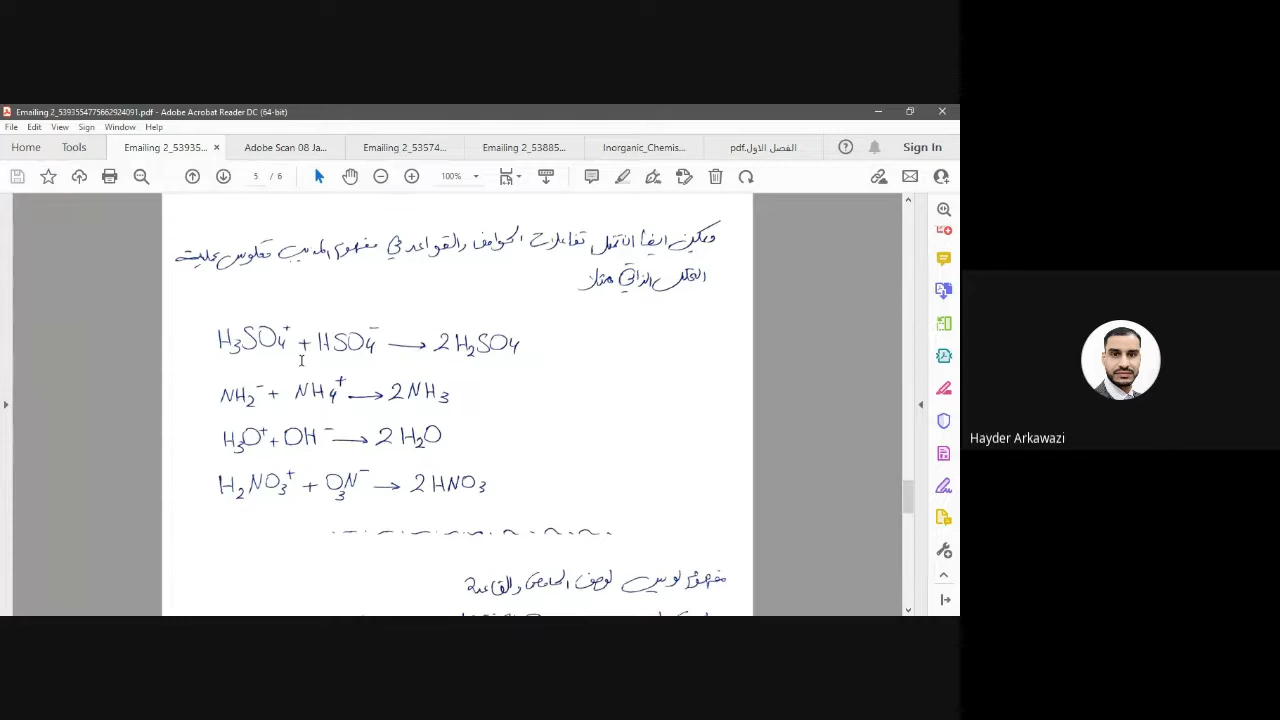 Emailing 2_5393554775662924091.pdf - Adobe Acrobat Reader DC (64-bit)
File Edit View Sign Window Help
Home Tools Emailing 2_53935... × Adobe Scan 08 Ja... Emailing 2_53574... Emailing 2_53885... Inorganic_Chemis... الفصل الاول.pdf Sign In
5 / 6 100%
ويمكن ايضا ان تمثل تفاعلات الحوامض والقواعد في مفهوم المذيب معكوس عملية
التحلل الذاتي مثلا
H₃SO₄⁺ + HSO₄⁻ → 2H₂SO₄
NH₂⁻ + NH₄⁺ → 2NH₃
H₃O⁺ + OH⁻ → 2H₂O
H₂NO₃⁺ + O₃N⁻ → 2HNO₃
مفهوم لويس لوصف الحامض والقاعدة
Hayder Arkawazi